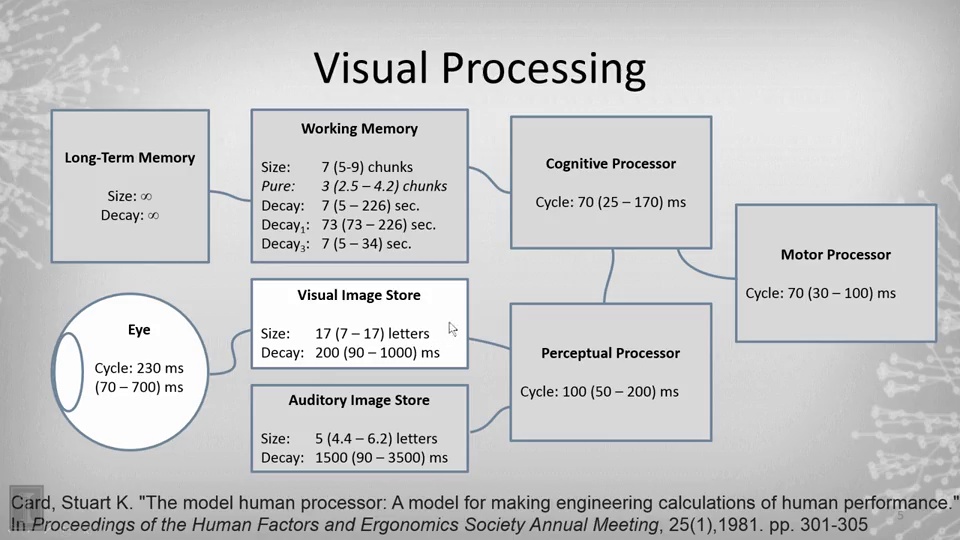 Visual Processing
Long-Term Memory
Size: ∞
Decay: ∞
Working Memory
Size: 7 (5-9) chunks
Pure: 3 (2.5 – 4.2) chunks
Decay: 7 (5 – 226) sec.
Decay₁: 73 (73 – 226) sec.
Decay₃: 7 (5 – 34) sec.
Cognitive Processor
Cycle: 70 (25 – 170) ms
Motor Processor
Cycle: 70 (30 – 100) ms
Eye
Cycle: 230 ms
(70 – 700) ms
Visual Image Store
Size: 17 (7 – 17) letters
Decay: 200 (90 – 1000) ms
Perceptual Processor
Cycle: 100 (50 – 200) ms
Auditory Image Store
Size: 5 (4.4 – 6.2) letters
Decay: 1500 (90 – 3500) ms
Card, Stuart K. "The model human processor: A model for making engineering calculations of human performance."
In Proceedings of the Human Factors and Ergonomics Society Annual Meeting, 25(1),1981. pp. 301-305
5